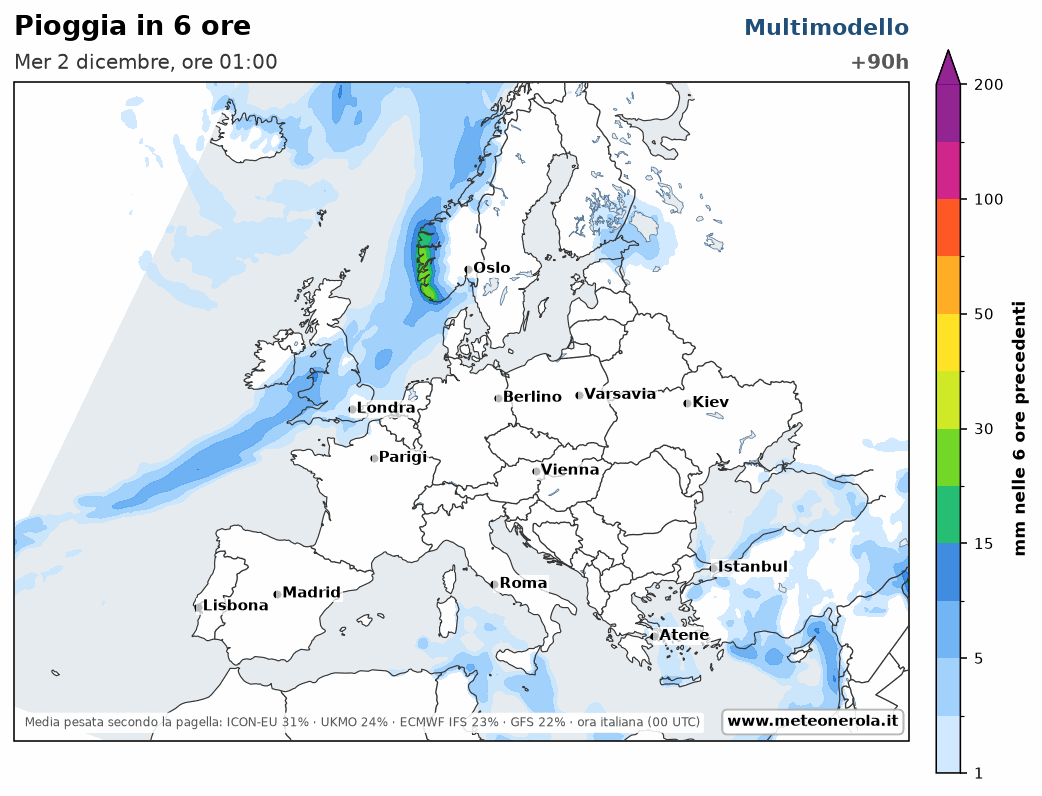 Pioggia in 6 ore
Multimodello
Mer 2 dicembre, ore 01:00
+90h
200
100
50
30
15
5
1
mm nelle 6 ore precedenti
Oslo
Berlino
Varsavia
Kiev
Londra
Parigi
Vienna
Istanbul
Roma
Madrid
Lisbona
Atene
Media pesata secondo la pagella: ICON-EU 31% · UKMO 24% · ECMWF IFS 23% · GFS 22% · ora italiana (00 UTC)
www.meteonerola.it